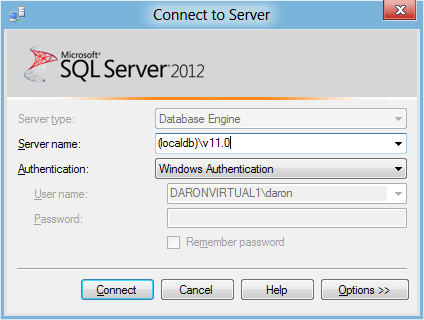 Connect to Server
x
Microsoft®
SQL Server® 2012
Server type: Database Engine
Server name: (localdb)\v11.0
Authentication: Windows Authentication
User name: DARONVIRTUAL1\daron
Password:
Remember password
Connect Cancel Help Options >>